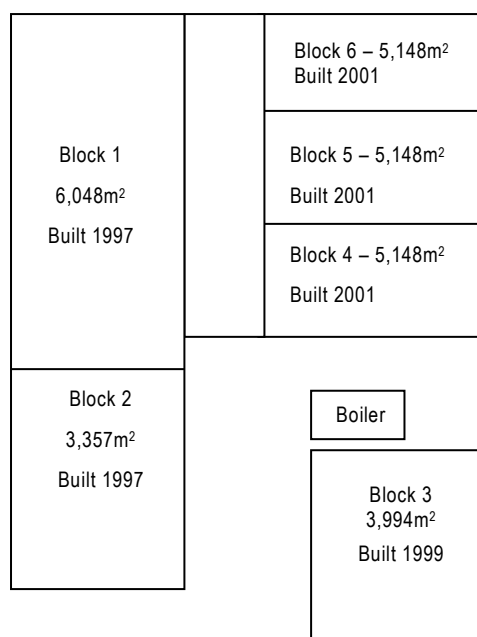 Block 6 – 5,148m²
Built 2001
Block 1
6,048m²
Built 1997
Block 5 – 5,148m²
Built 2001
Block 4 – 5,148m²
Built 2001
Block 2
3,357m²
Built 1997
Boiler
Block 3
3,994m²
Built 1999